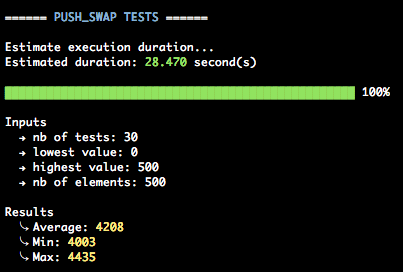 ====== PUSH_SWAP TESTS ======
Estimate execution duration...
Estimated duration: 28.470 second(s)
100%
Inputs
→ nb of tests: 30
→ lowest value: 0
→ highest value: 500
→ nb of elements: 500
Results
⤷ Average: 4208
⤷ Min: 4003
⤷ Max: 4435